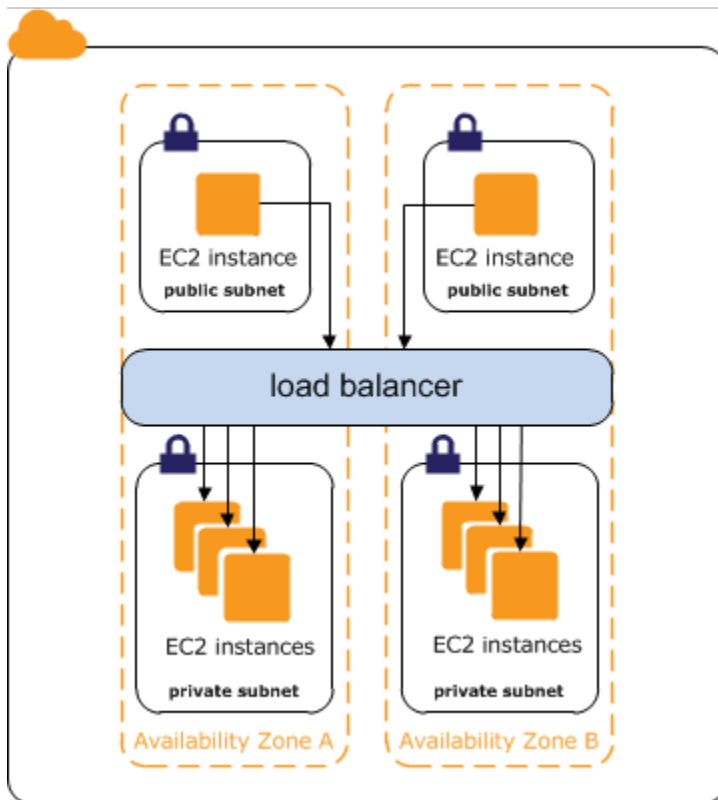 EC2 instance
public subnet
EC2 instance
public subnet
load balancer
EC2 instances
private subnet
EC2 instances
private subnet
Availability Zone A
Availability Zone B